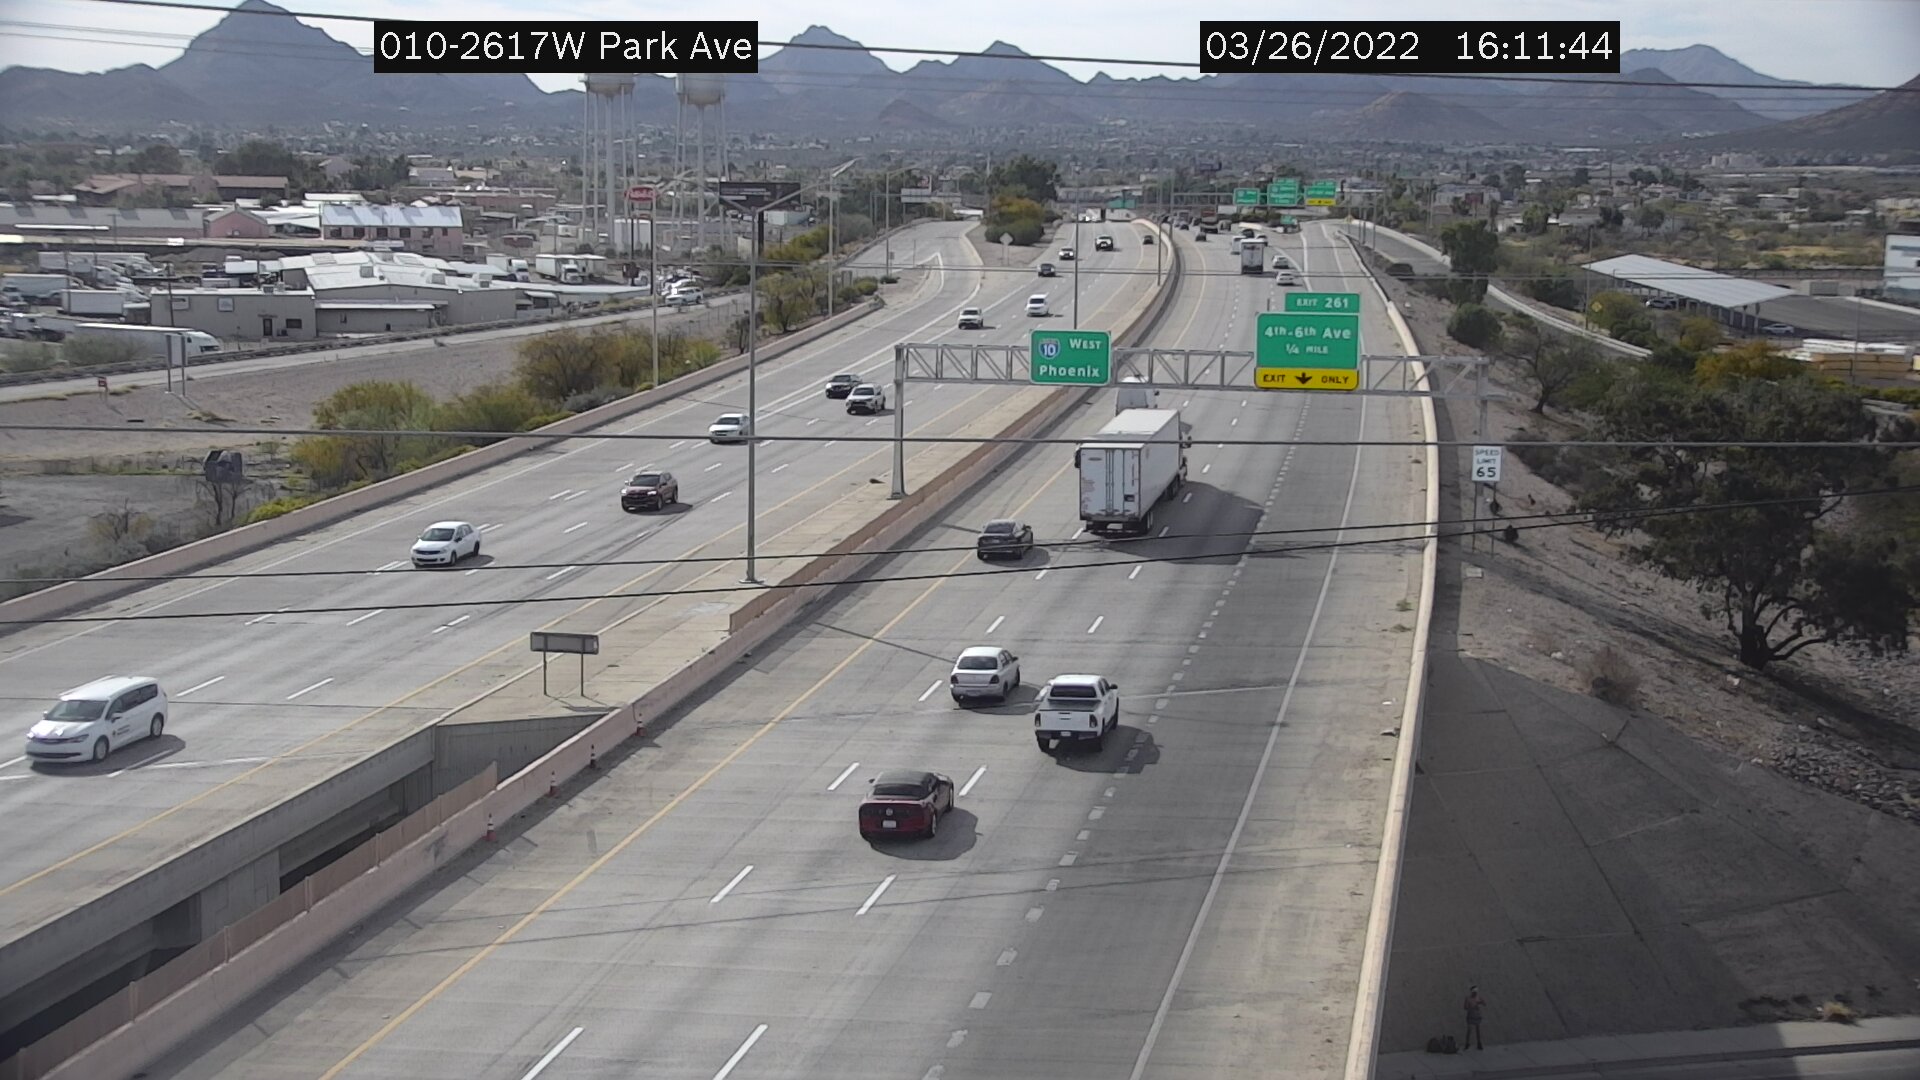 010-2617W Park Ave
03/26/2022 16:11:44
EXIT 261
4th-6th Ave
1/4 MILE
EXIT ONLY
10 WEST
Phoenix
SPEED
LIMIT
65